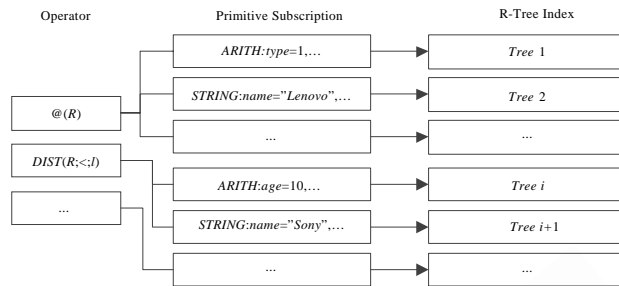 Operator Primitive Subscription R-Tree Index
ARITH:type=1,… Tree 1
STRING:name="Lenovo",… Tree 2
@(R)
… …
DIST(R;<;l)
ARITH:age=10,… Tree i
…
STRING:name="Sony",… Tree i+1
… …